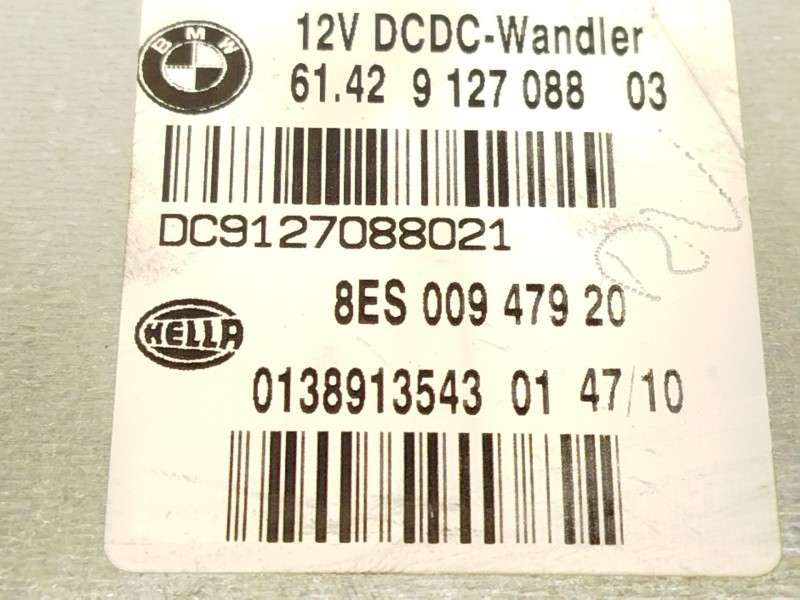 BMW
12V DCDC-Wandler
61.42 9 127 088 03
DC9127088021
8ES 009 479 20
HELLA
0138913543 01 47/10